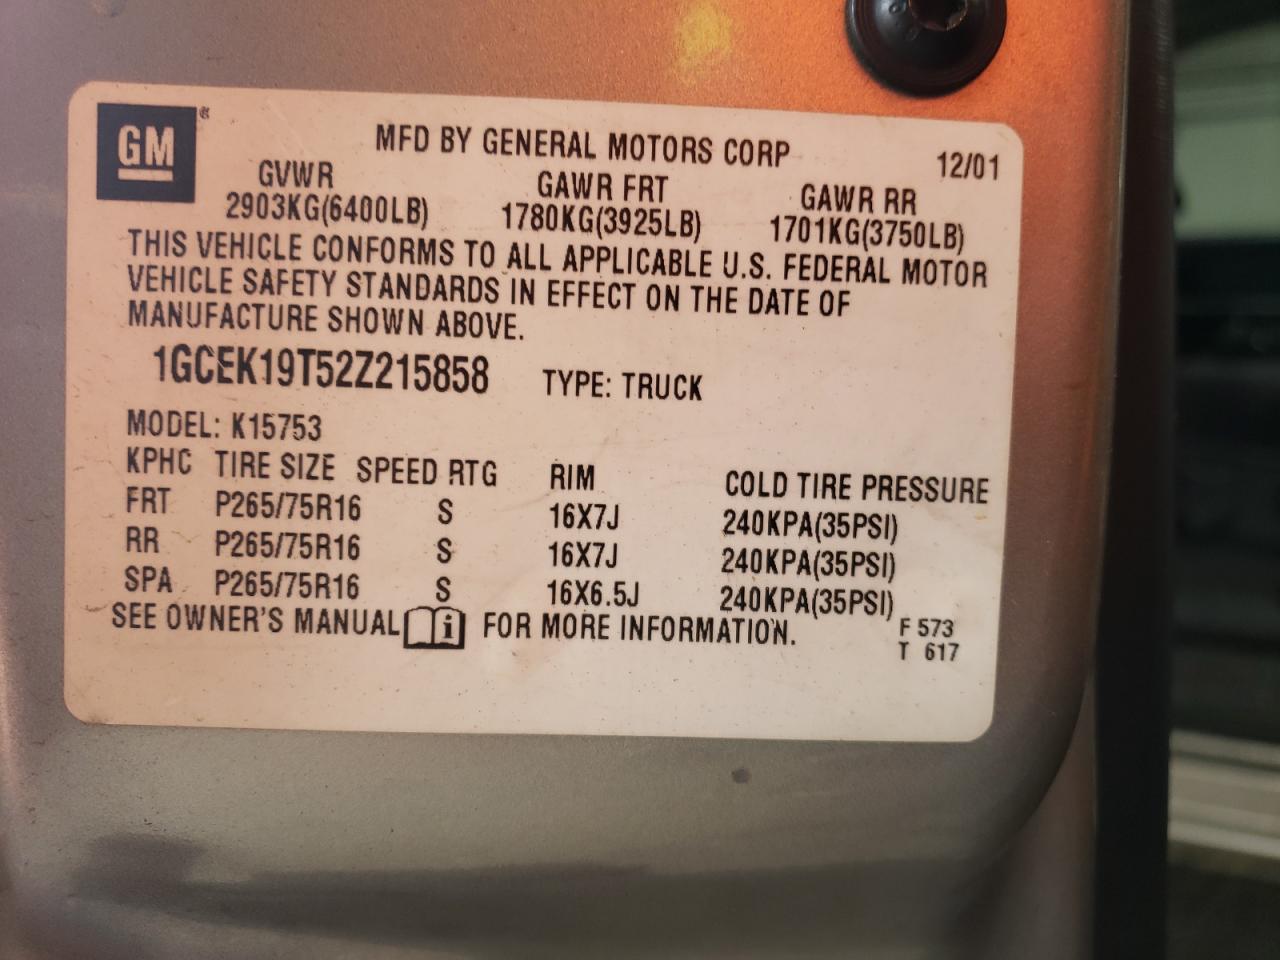 GM ®
MFD BY GENERAL MOTORS CORP 12/01
GVWR GAWR FRT GAWR RR
2903KG(6400LB) 1780KG(3925LB) 1701KG(3750LB)
THIS VEHICLE CONFORMS TO ALL APPLICABLE U.S. FEDERAL MOTOR
VEHICLE SAFETY STANDARDS IN EFFECT ON THE DATE OF
MANUFACTURE SHOWN ABOVE.
1GCEK19T52Z215858 TYPE: TRUCK
MODEL: K15753
KPHC TIRE SIZE SPEED RTG RIM COLD TIRE PRESSURE
FRT P265/75R16 S 16X7J 240KPA(35PSI)
RR P265/75R16 S 16X7J 240KPA(35PSI)
SPA P265/75R16 S 16X6.5J 240KPA(35PSI)
SEE OWNER'S MANUAL i FOR MORE INFORMATION. F 573
T 617